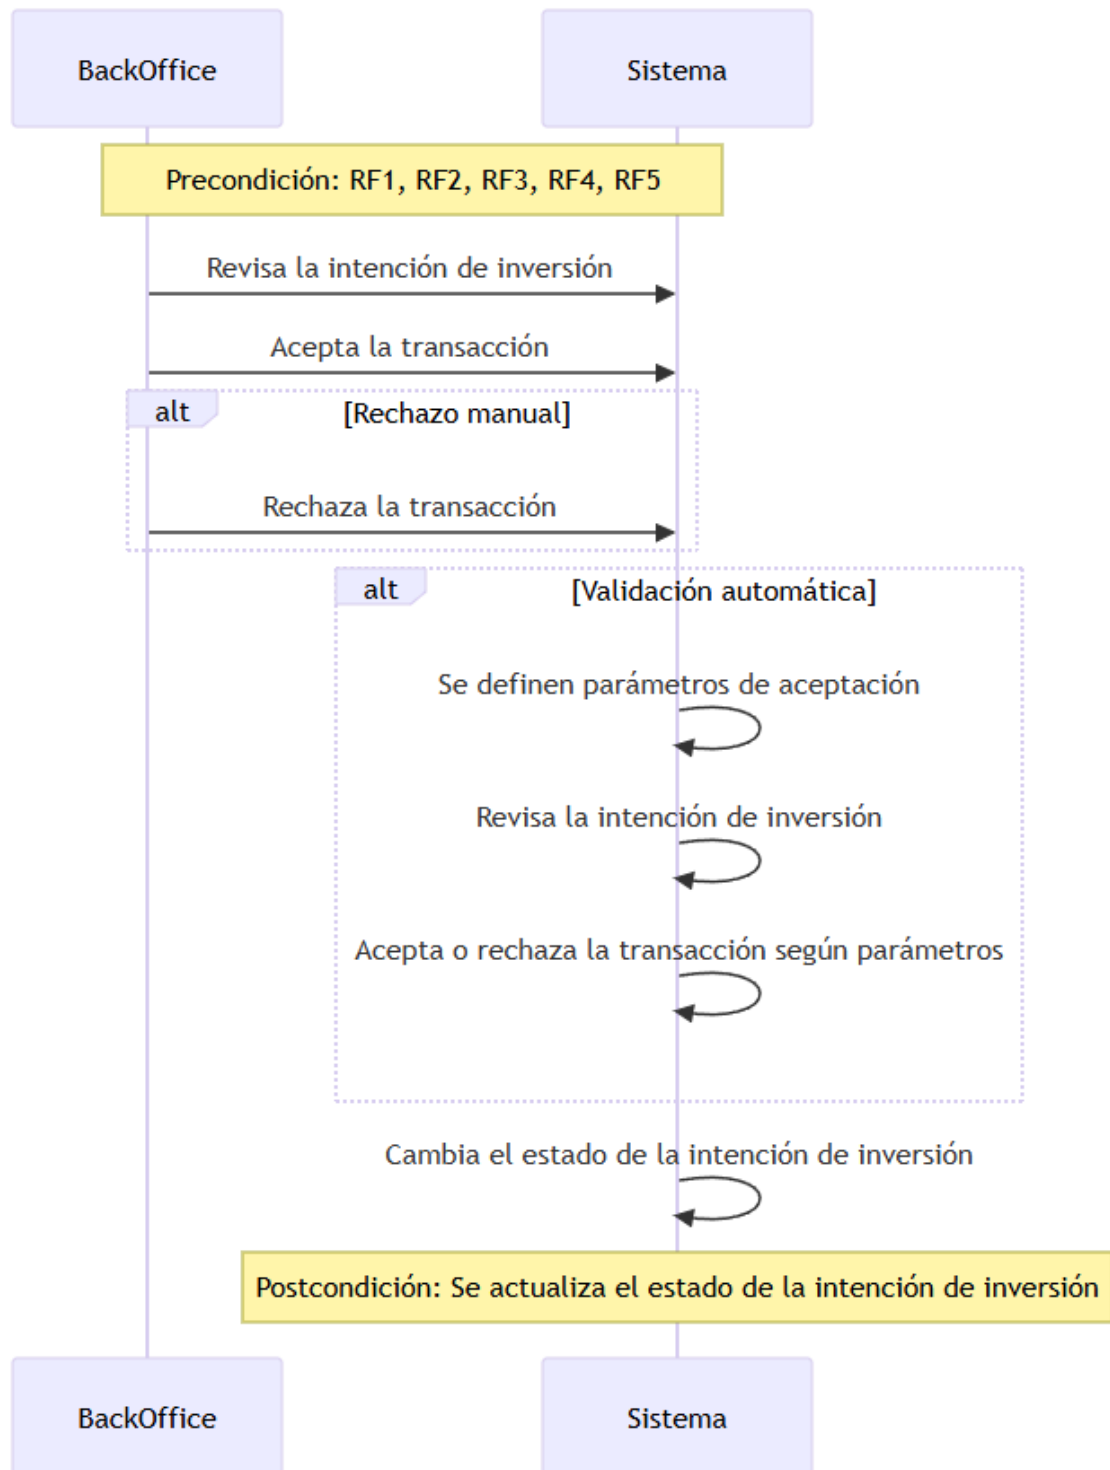 BackOffice
Sistema
Precondición: RF1, RF2, RF3, RF4, RF5
Revisa la intención de inversión
Acepta la transacción
alt
[Rechazo manual]
Rechaza la transacción
alt
[Validación automática]
Se definen parámetros de aceptación
Revisa la intención de inversión
Acepta o rechaza la transacción según parámetros
Cambia el estado de la intención de inversión
Postcondición: Se actualiza el estado de la intención de inversión
BackOffice
Sistema